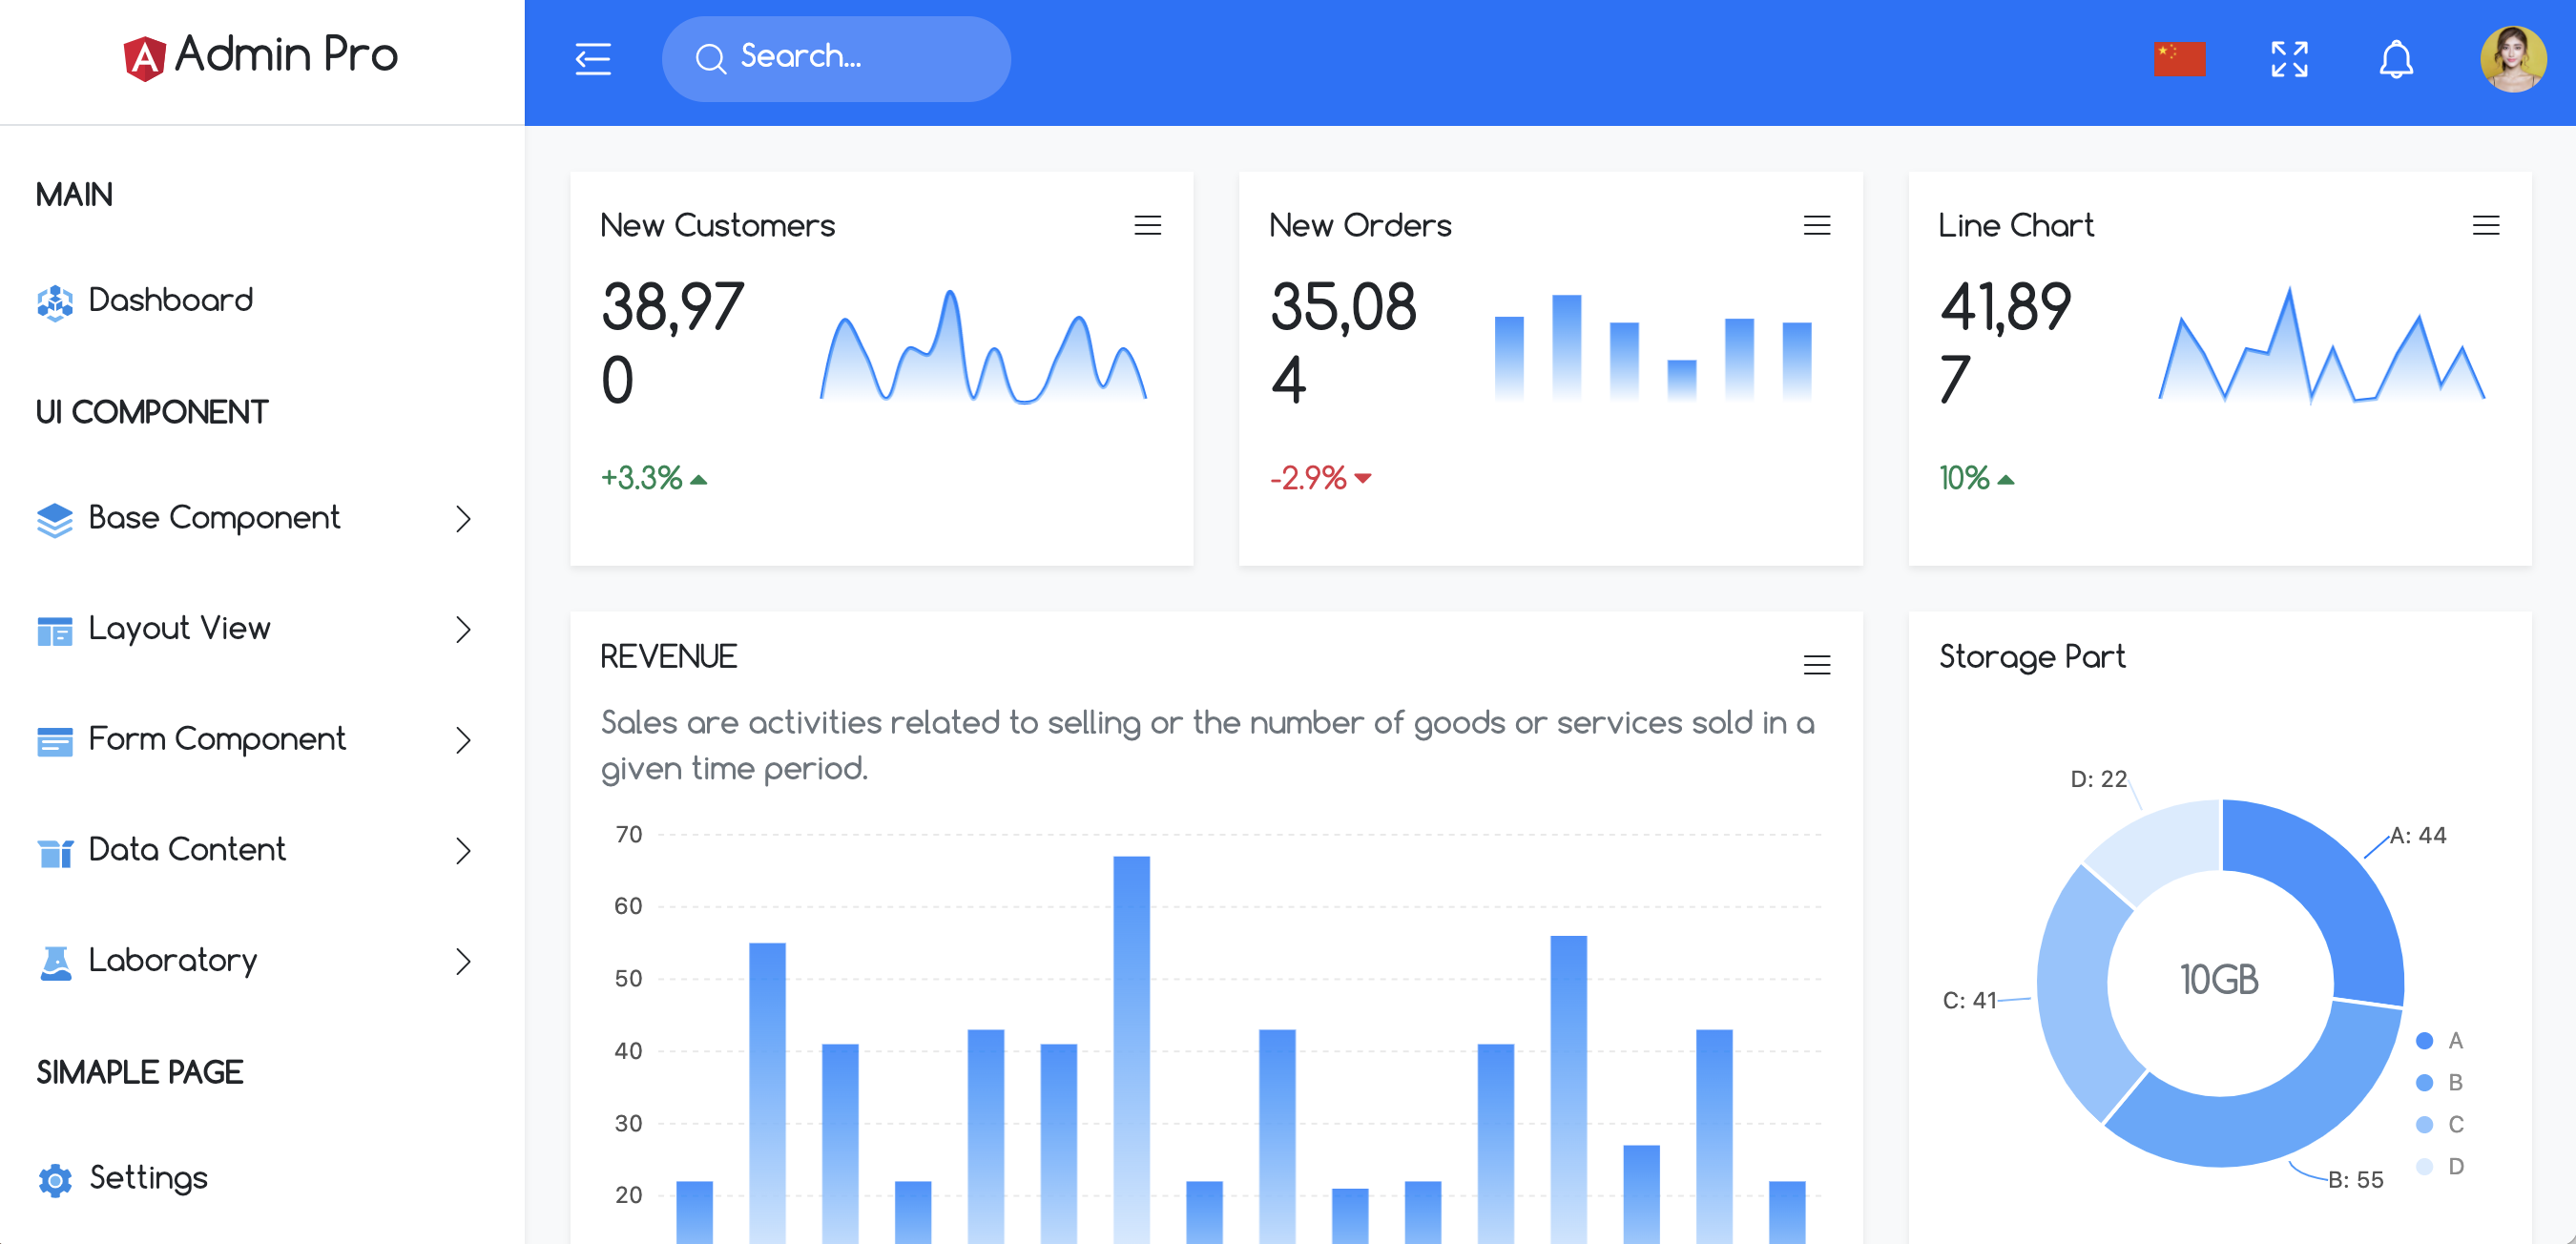 Admin Pro
Search...
MAIN
Dashboard
UI COMPONENT
Base Component
Layout View
Form Component
Data Content
Laboratory
SIMAPLE PAGE
Settings
New Customers
38,97
0
+3.3%
New Orders
35,08
4
-2.9%
Line Chart
41,89
7
10%
REVENUE
Sales are activities related to selling or the number of goods or services sold in a
given time period.
70
60
50
40
30
20
Storage Part
D: 22
A: 44
C: 41
10GB
B: 55
A
B
C
D